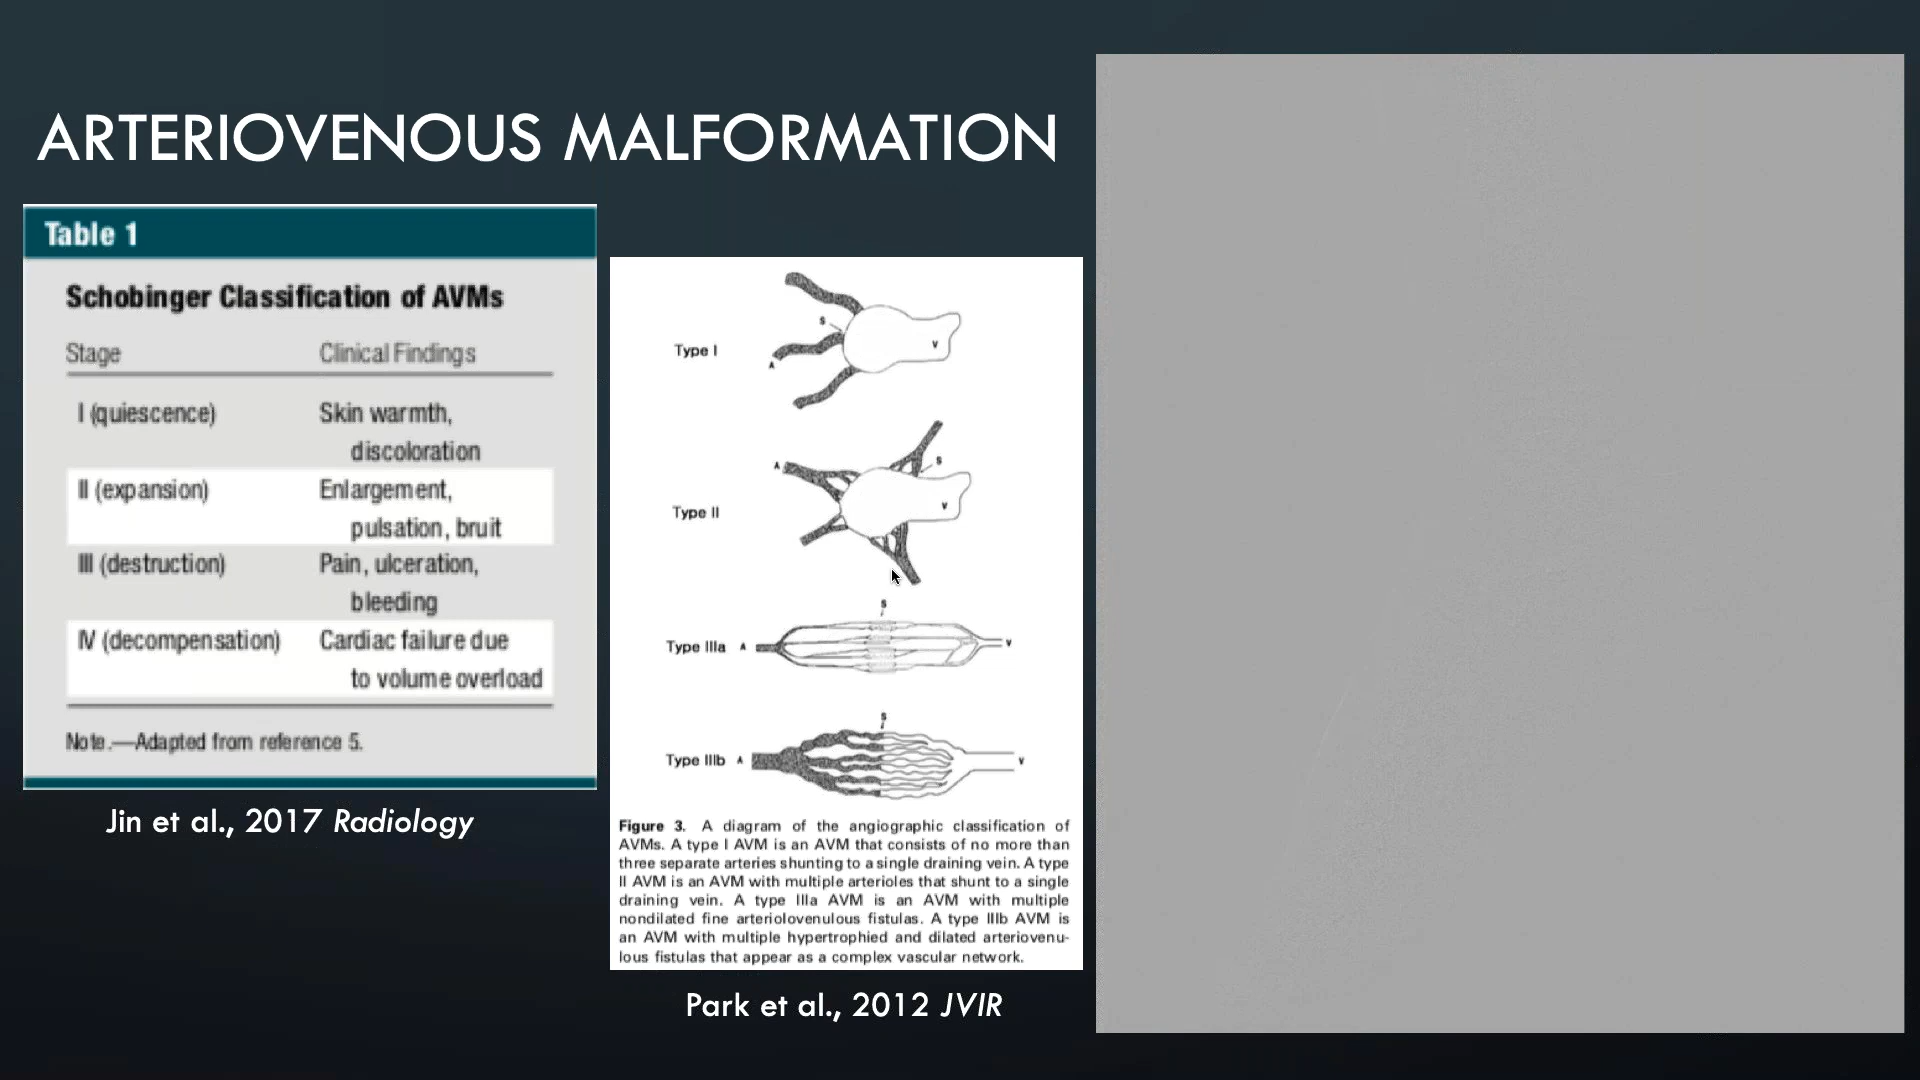 ARTERIOVENOUS MALFORMATION
Table 1
Schobinger Classification of AVMs
Stage Clinical Findings
I (quiescence) Skin warmth,
discoloration
II (expansion) Enlargement,
pulsation, bruit
III (destruction) Pain, ulceration,
bleeding
IV (decompensation) Cardiac failure due
to volume overload
Note.—Adapted from reference 5.
Jin et al., 2017 Radiology
S
Type I
V
A
A
S
Type II
V
S
Type IIIa A V
S
Type IIIb A V
Figure 3. A diagram of the angiographic classification of
AVMs. A type I AVM is an AVM that consists of no more than
three separate arteries shunting to a single draining vein. A type
II AVM is an AVM with multiple arterioles that shunt to a single
draining vein. A type IIIa AVM is an AVM with multiple
nondilated fine arteriolovenulous fistulas. A type IIIb AVM is
an AVM with multiple hypertrophied and dilated arteriovenu-
lous fistulas that appear as a complex vascular network.
Park et al., 2012 JVIR